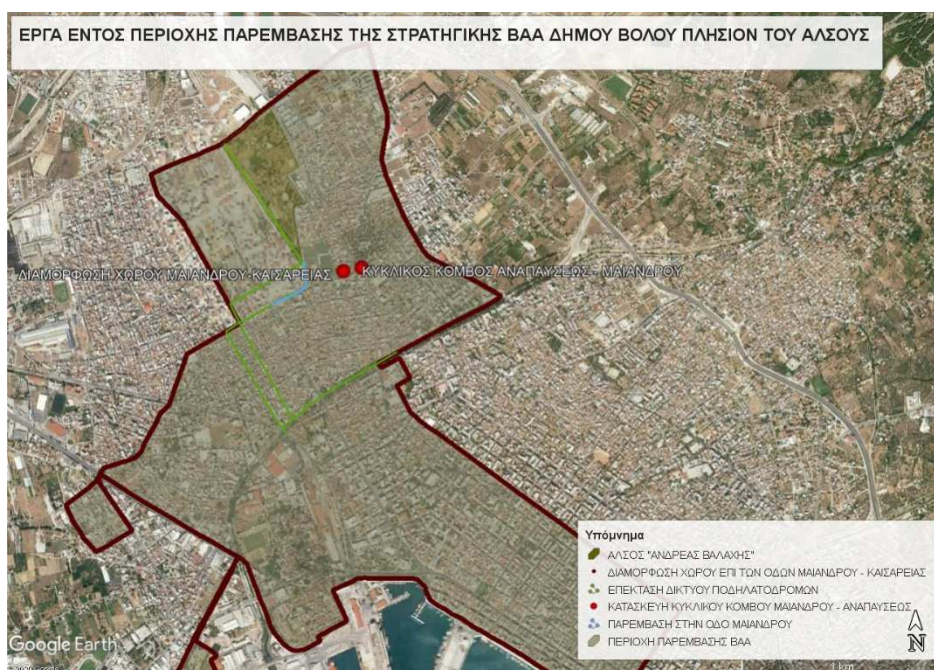 ΕΡΓΑ ΕΝΤΟΣ ΠΕΡΙΟΧΗΣ ΠΑΡΕΜΒΑΣΗΣ ΤΗΣ ΣΤΡΑΤΗΓΙΚΗΣ ΒΑΑ ΔΗΜΟΥ ΒΟΛΟΥ ΠΛΗΣΙΟΝ ΤΟΥ ΑΛΣΟΥΣ
ΔΙΑΜΟΡΦΩΣΗ ΧΩΡΟΥ ΜΑΙΑΝΔΡΟΥ-ΚΑΙΣΑΡΕΙΑΣ
ΚΥΚΛΙΚΟΣ ΚΟΜΒΟΣ ΑΝΑΠΑΥΣΕΩΣ - ΜΑΙΑΝΔΡΟΥ
Υπόμνημα
ΑΛΣΟΣ "ΑΝΔΡΕΑΣ ΒΑΛΑΧΗΣ"
ΔΙΑΜΟΡΦΩΣΗ ΧΩΡΟΥ ΕΠΙ ΤΩΝ ΟΔΩΝ ΜΑΙΑΝΔΡΟΥ - ΚΑΙΣΑΡΕΙΑΣ
ΕΠΕΚΤΑΣΗ ΔΙΚΤΥΟΥ ΠΟΔΗΛΑΤΟΔΡΟΜΩΝ
ΚΑΤΑΣΚΕΥΗ ΚΥΚΛΙΚΟΥ ΚΟΜΒΟΥ ΜΑΙΑΝΔΡΟΥ - ΑΝΑΠΑΥΣΕΩΣ
ΠΑΡΕΜΒΑΣΗ ΣΤΗΝ ΟΔΟ ΜΑΙΑΝΔΡΟΥ
ΠΕΡΙΟΧΗ ΠΑΡΕΜΒΑΣΗΣ ΒΑΑ
N
Google Earth
1 km